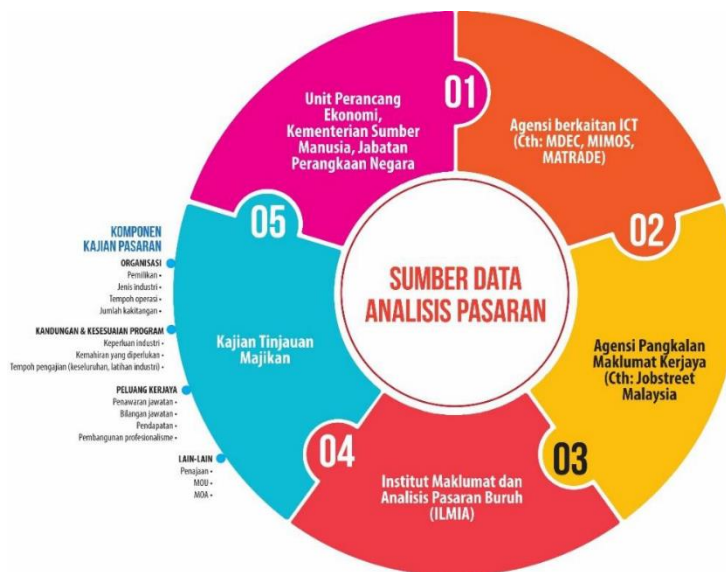 SUMBER DATA
ANALISIS PASARAN
01
Unit Perancang
Ekonomi,
Kementerian Sumber
Manusia, Jabatan
Perangkaan Negara
Agensi berkaitan ICT
(Cth: MDEC, MIMOS,
MATRADE)
02
Agensi Pangkalan
Maklumat Kerjaya
(Cth: Jobstreet
Malaysia
03
Institut Maklumat dan
Analisis Pasaran Buruh
(ILMIA)
04
Kajian Tinjauan
Majikan
05
KOMPONEN
KAJIAN PASARAN
ORGANISASI
Pemilikan •
Jenis industri •
Tempoh operasi •
Jumlah kakitangan •
KANDUNGAN & KESESUAIAN PROGRAM
Keperluan industri •
Kemahiran yang diperlukan •
Tempoh pengajian (keseluruhan, latihan industri) •
PELUANG KERJAYA
Penawaran jawatan •
Bilangan jawatan •
Pendapatan •
Pembangunan profesionalisme •
LAIN-LAIN
Penajaan •
MOU •
MOA •